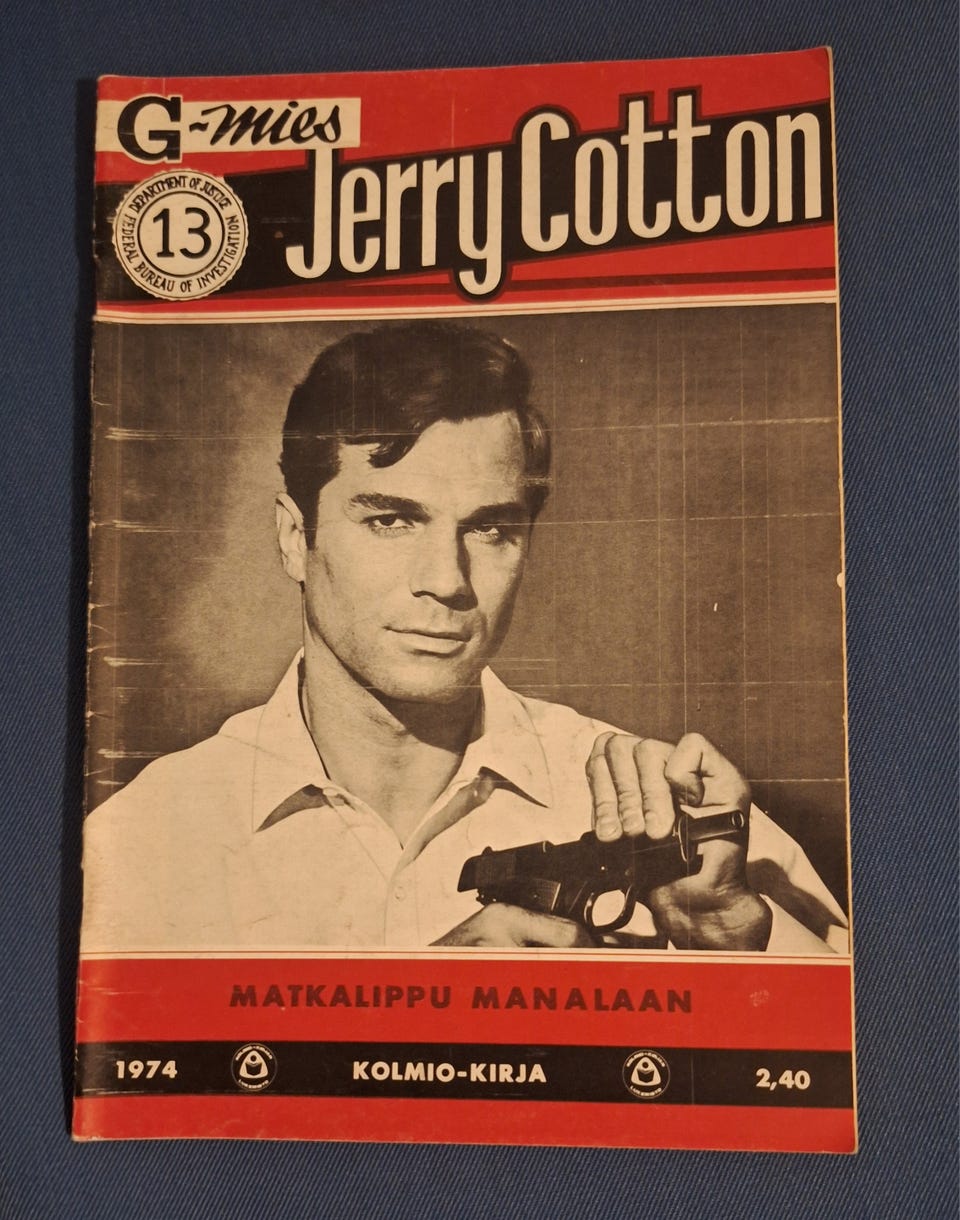 G-mies
Jerry Cotton
DEPARTMENT OF JUSTICE
13
FEDERAL BUREAU OF INVESTIGATION
MATKALIPPU MANALAAN
1974 KOLMIO-KIRJA 2,40